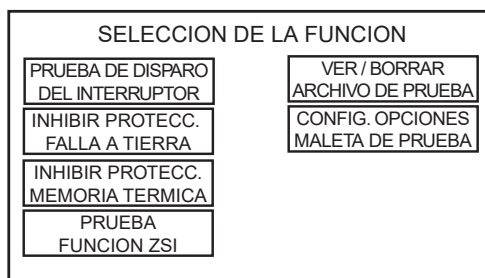 SELECCION DE LA FUNCION
PRUEBA DE DISPARO
DEL INTERRUPTOR
INHIBIR PROTECC.
FALLA A TIERRA
INHIBIR PROTECC.
MEMORIA TERMICA
PRUEBA
FUNCION ZSI
VER / BORRAR
ARCHIVO DE PRUEBA
CONFIG. OPCIONES
MALETA DE PRUEBA